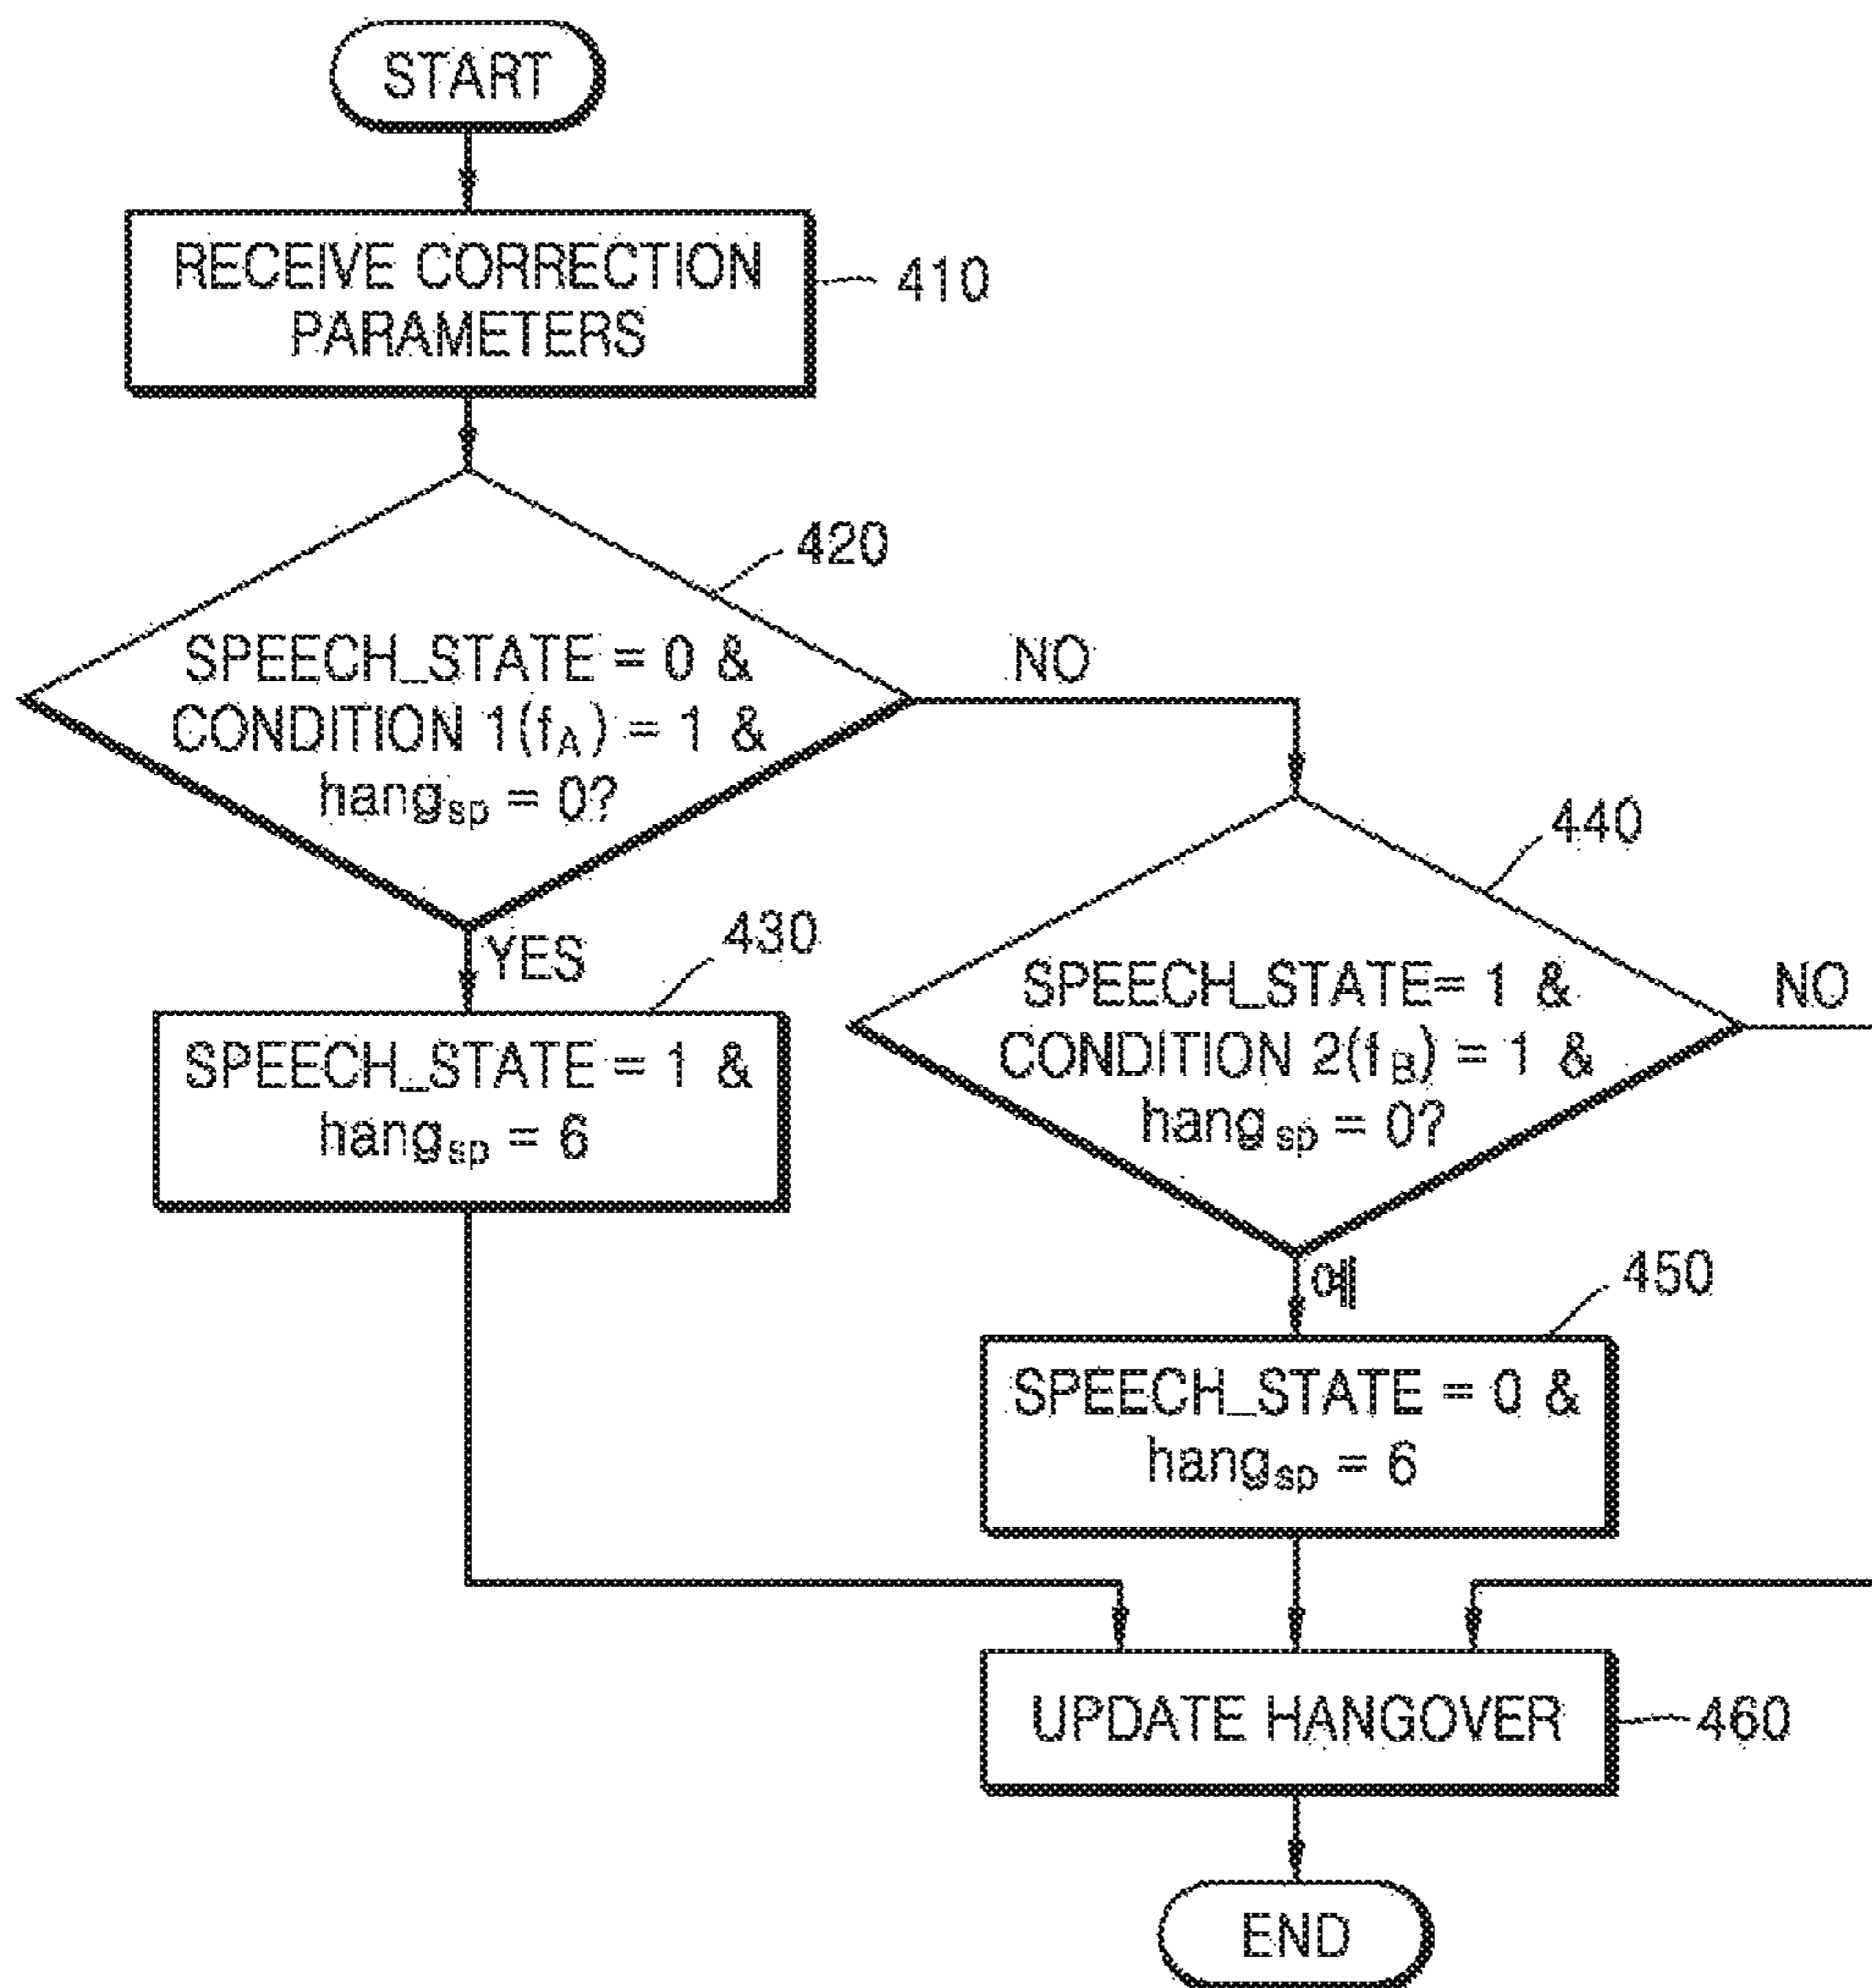 START
RECEIVE CORRECTION
PARAMETERS
410
420
SPEECH_STATE = 0 &
CONDITION 1(fA) = 1 &
hangsp = 0?
NO
YES
430
SPEECH_STATE = 1 &
hangsp = 6
440
SPEECH_STATE= 1 &
CONDITION 2(fB) = 1 &
hangsp = 0?
NO
예
450
SPEECH_STATE = 0 &
hangsp = 6
UPDATE HANGOVER
460
END